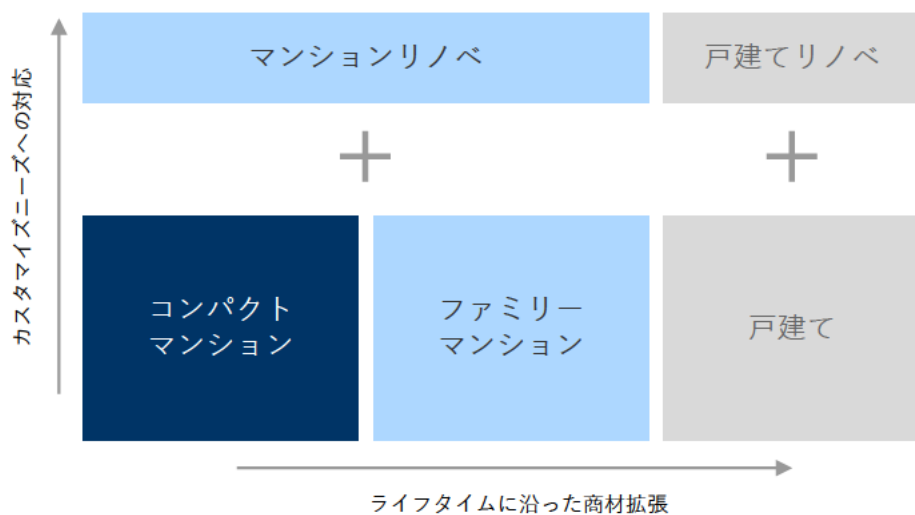 マンションリノベ
戸建てリノベ
カスタマイズニーズへの対応
コンパクト
マンション
ファミリー
マンション
戸建て
ライフタイムに沿った商材拡張